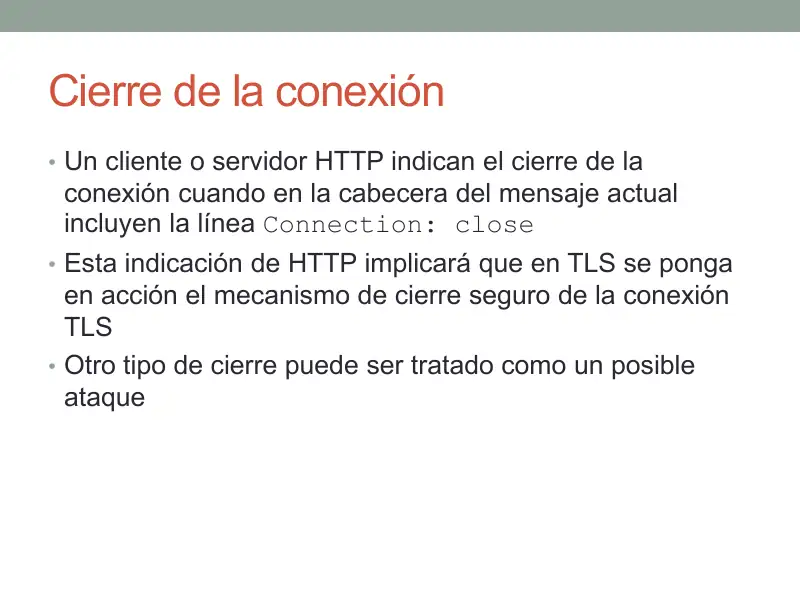 Cierre de la conexión
• Un cliente o servidor HTTP indican el cierre de la
conexión cuando en la cabecera del mensaje actual
incluyen la línea Connection: close
• Esta indicación de HTTP implicará que en TLS se ponga
en acción el mecanismo de cierre seguro de la conexión
TLS
• Otro tipo de cierre puede ser tratado como un posible
ataque